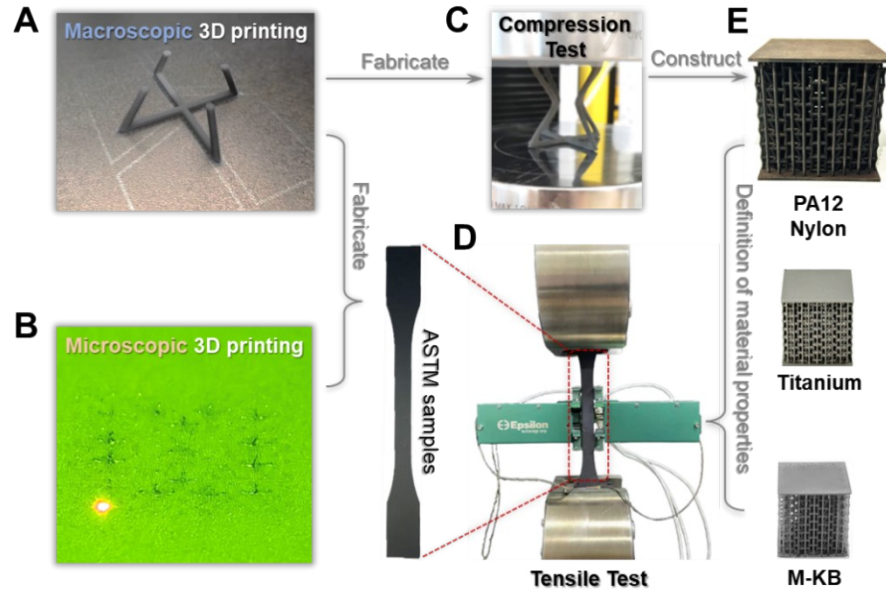 A
Macroscopic 3D printing
Fabricate
C
Compression
Test
Construct
E
PA12
Nylon
Fabricate
B
Microscopic 3D printing
ASTM samples
D
Epsilon
Tensile Test
Definition of material properties
Titanium
M-KB